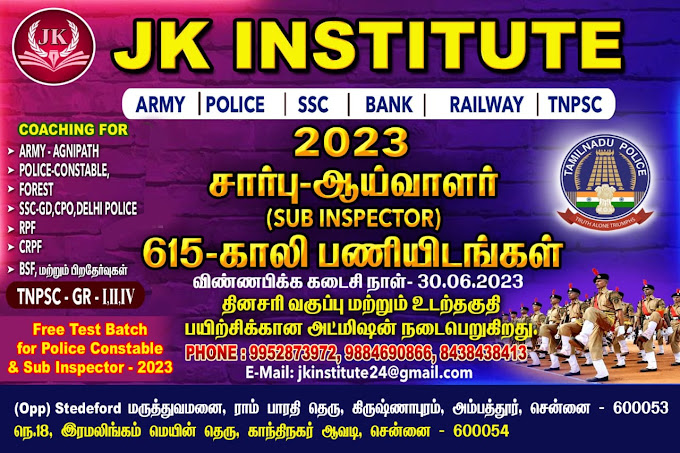 JK
JK INSTITUTE
ARMY | POLICE | SSC | BANK | RAILWAY | TNPSC
COACHING FOR
ARMY - AGNIPATH
POLICE-CONSTABLE,
FOREST
SSC-GD,CPO,DELHI POLICE
RPF
CRPF
BSF, மற்றும் பிறதேர்வுகள்
TNPSC - GR - I,II,IV
Free Test Batch
for Police Constable
& Sub Inspector - 2023
2023
சார்பு-ஆய்வாளர்
(SUB INSPECTOR)
615-காலி பணியிடங்கள்
விண்ணபிக்க கடைசி நாள்- 30.06.2023
தினசரி வகுப்பு மற்றும் உடற்தகுதி
பயிற்சிக்கான அட்மிஷன் நடைபெறுகிறது.
PHONE : 9952873972, 9884690866, 8438438413
E-Mail: jkinstitute24@gmail.com
TAMILNADU POLICE
TRUTH ALONE TRIUMPHS
(Opp) Stedeford மருத்துவமனை, ராம் பாரதி தெரு, கிருஷ்ணாபுரம், அம்பத்தூர், சென்னை - 600053
நெ.18, இரமலிங்கம் மெயின் தெரு, காந்திநகர் ஆவடி, சென்னை - 600054